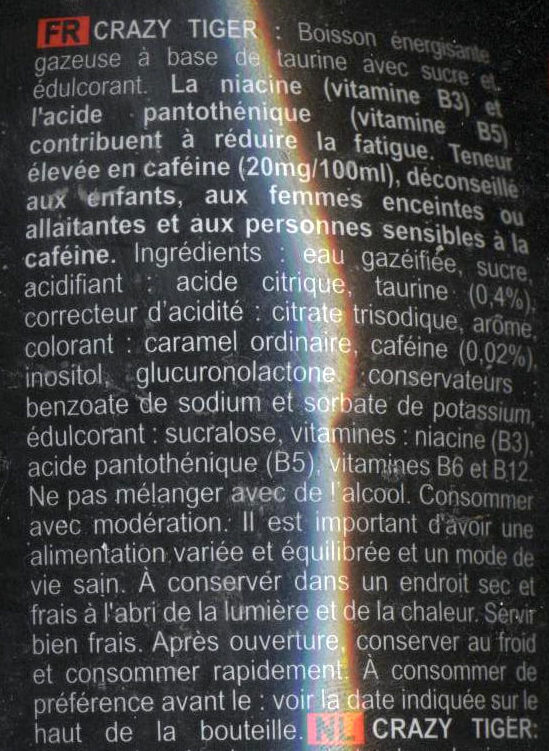 FR CRAZY TIGER : Boisson énergisante
gazeuse à base de taurine avec sucre et
édulcorant. La niacine (vitamine B3) et
l'acide pantothénique (vitamine B5)
contribuent à réduire la fatigue. Teneur
élevée en caféine (20mg/100ml), déconseillé
aux enfants, aux femmes enceintes ou
allaitantes et aux personnes sensibles à la
caféine. Ingrédients : eau gazéifiée, sucre,
acidifiant : acide citrique, taurine (0,4%),
correcteur d'acidité : citrate trisodique, arôme,
colorant : caramel ordinaire, caféine (0,02%),
inositol, glucuronolactone, conservateurs :
benzoate de sodium et sorbate de potassium,
édulcorant : sucralose, vitamines : niacine (B3),
acide pantothénique (B5), vitamines B6 et B12.
Ne pas mélanger avec de l'alcool. Consommer
avec modération. Il est important d'avoir une
alimentation variée et équilibrée et un mode de
vie sain. À conserver dans un endroit sec et
frais à l'abri de la lumière et de la chaleur. Servir
bien frais. Après ouverture, conserver au froid
et consommer rapidement. À consommer de
préférence avant le : voir la date indiquée sur le
haut de la bouteille. NL CRAZY TIGER: